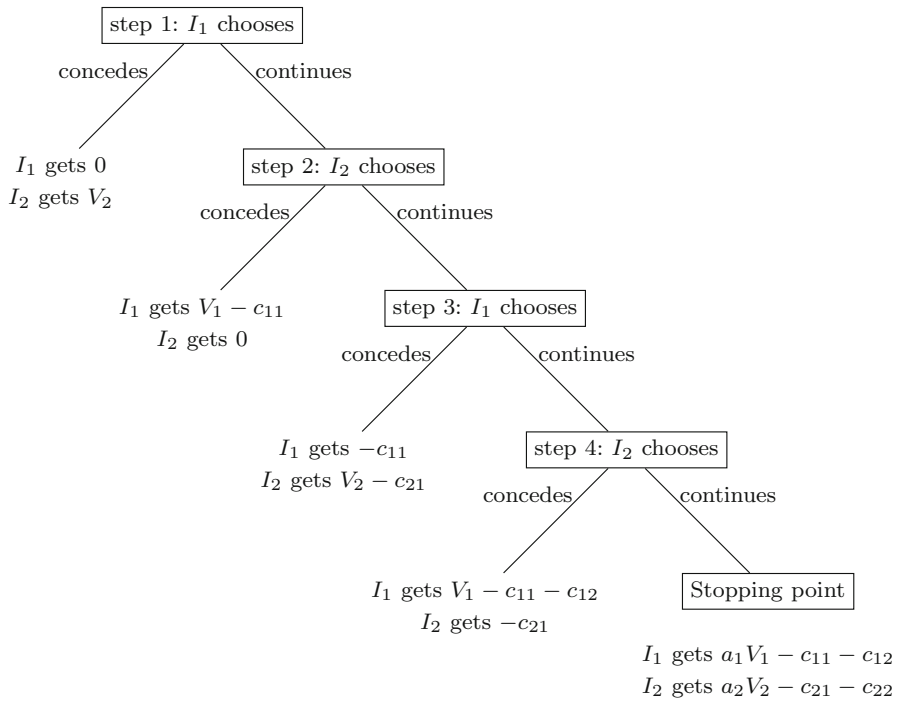 step 1: I₁ chooses
concedes
continues
I₁ gets 0
I₂ gets V₂
step 2: I₂ chooses
concedes
continues
I₁ gets V₁ − c₁₁
I₂ gets 0
step 3: I₁ chooses
concedes
continues
I₁ gets −c₁₁
I₂ gets V₂ − c₂₁
step 4: I₂ chooses
concedes
continues
I₁ gets V₁ − c₁₁ − c₁₂
I₂ gets −c₂₁
Stopping point
I₁ gets a₁V₁ − c₁₁ − c₁₂
I₂ gets a₂V₂ − c₂₁ − c₂₂